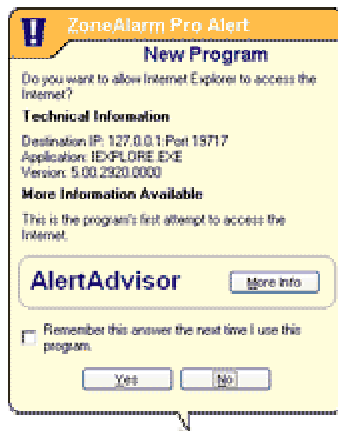 ZoneAlarm Pro Alert
New Program
Do you want to allow Internet Explorer to access the
Internet?
Technical Information
Destination IP: 127.0.0.1:Port 19717
Application: IEXPLORE.EXE
Version: 5.00.2920.0000
More Information Available
This is the program's first attempt to access the
Internet.
AlertAdvisor
More Info
Remember this answer the next time I use this
program.
Yes
No